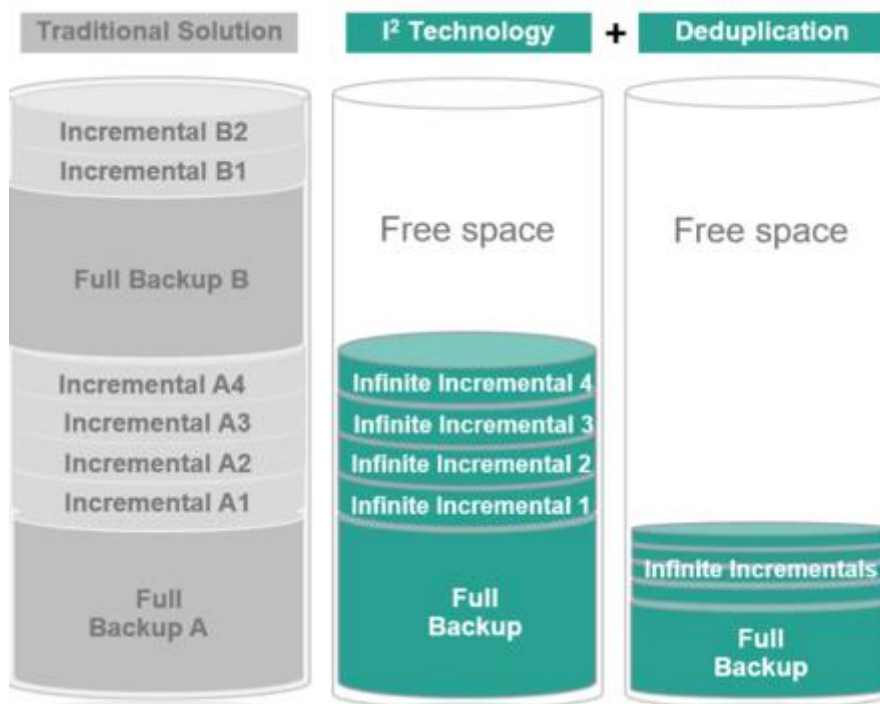 Traditional Solution
I² Technology
+
Deduplication
Incremental B2
Incremental B1
Full Backup B
Incremental A4
Incremental A3
Incremental A2
Incremental A1
Full
Backup A
Free space
Infinite Incremental 4
Infinite Incremental 3
Infinite Incremental 2
Infinite Incremental 1
Full
Backup
Free space
Infinite Incrementals
Full
Backup